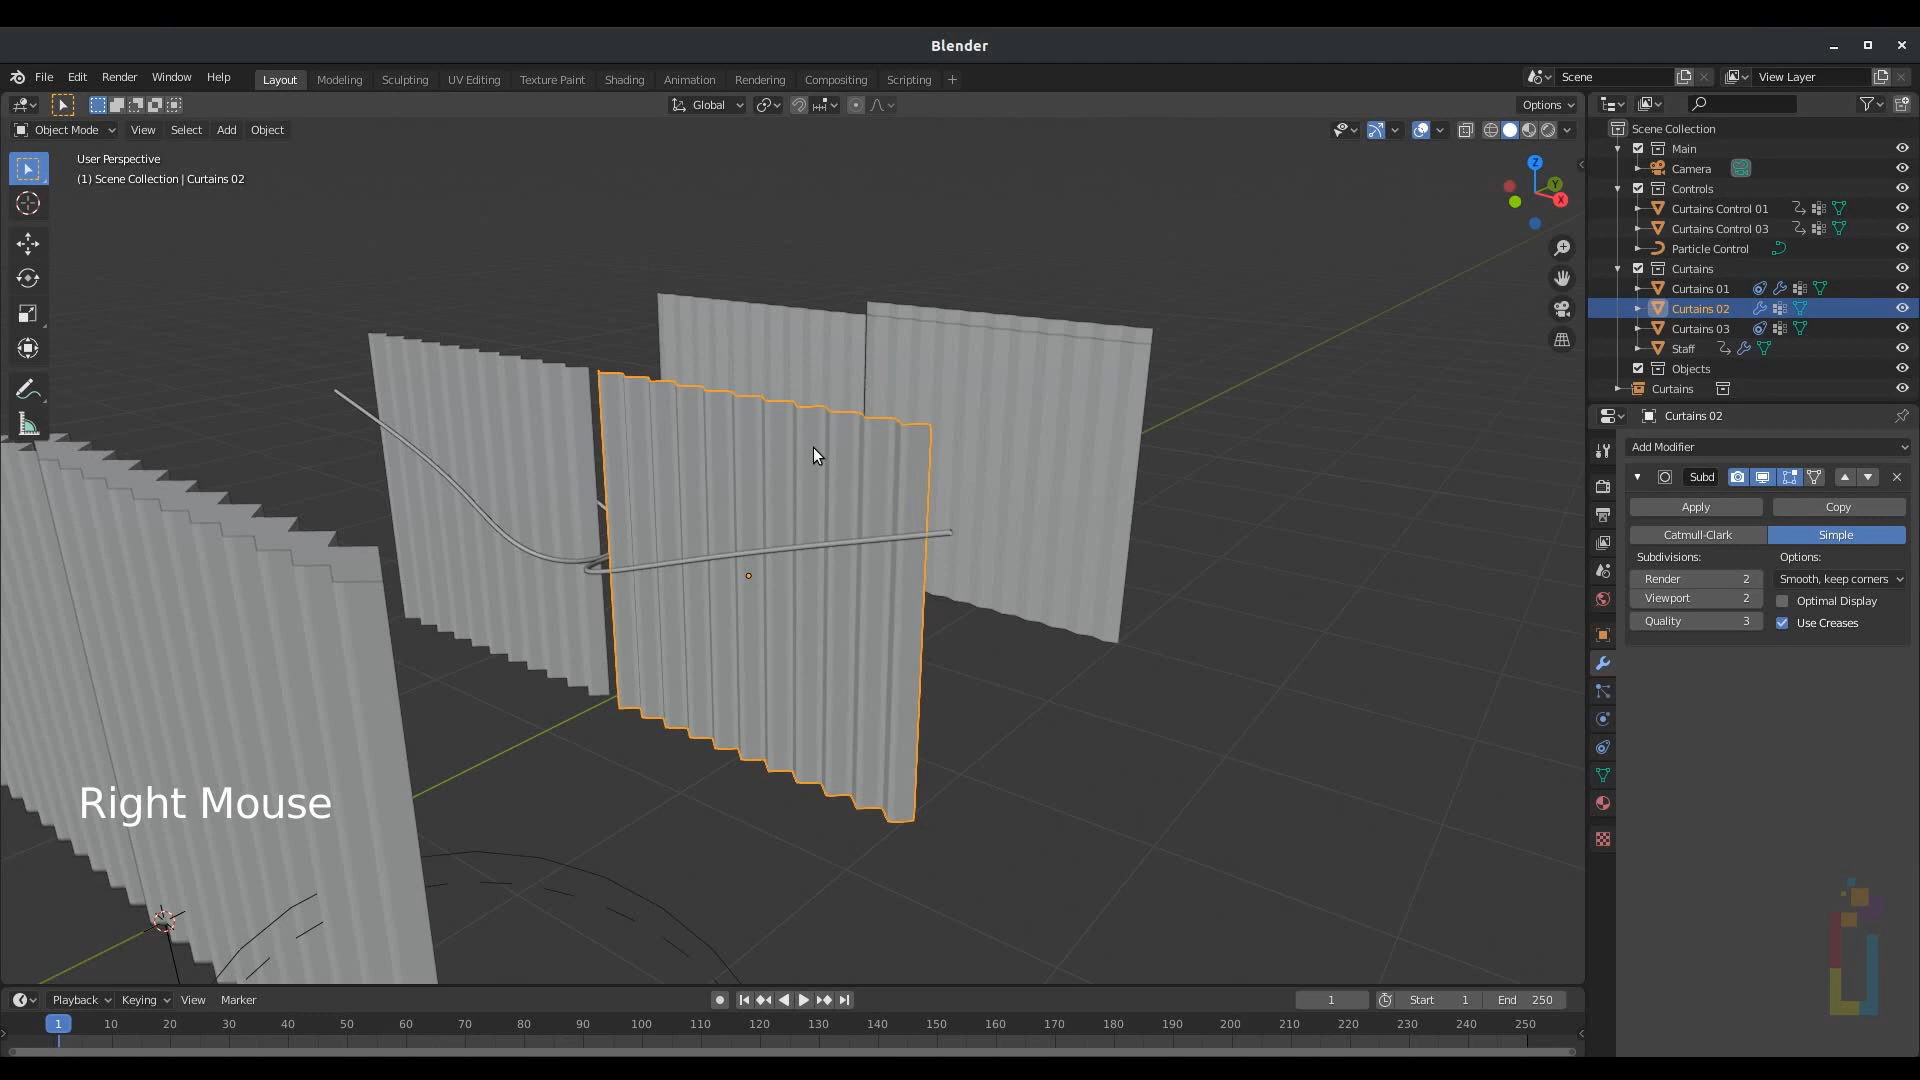 Blender
File Edit Render Window Help Layout Modeling Sculpting UV Editing Texture Paint Shading Animation Rendering Compositing Scripting + Scene View Layer
Global Options
Object Mode View Select Add Object
User Perspective
(1) Scene Collection | Curtains 02
Z
Y
X
Scene Collection
Main
Camera
Controls
Curtains Control 01
Curtains Control 03
Particle Control
Curtains
Curtains 01
Curtains 02
Curtains 03
Staff
Objects
Curtains
Curtains 02
Add Modifier
Subd
Apply Copy
Catmull-Clark Simple
Subdivisions: Options:
Render 2 Smooth, keep corners
Viewport 2 Optimal Display
Quality 3 Use Creases
Right Mouse
Playback Keying View Marker 1 Start 1 End 250
1 10 20 30 40 50 60 70 80 90 100 110 120 130 140 150 160 170 180 190 200 210 220 230 240 250